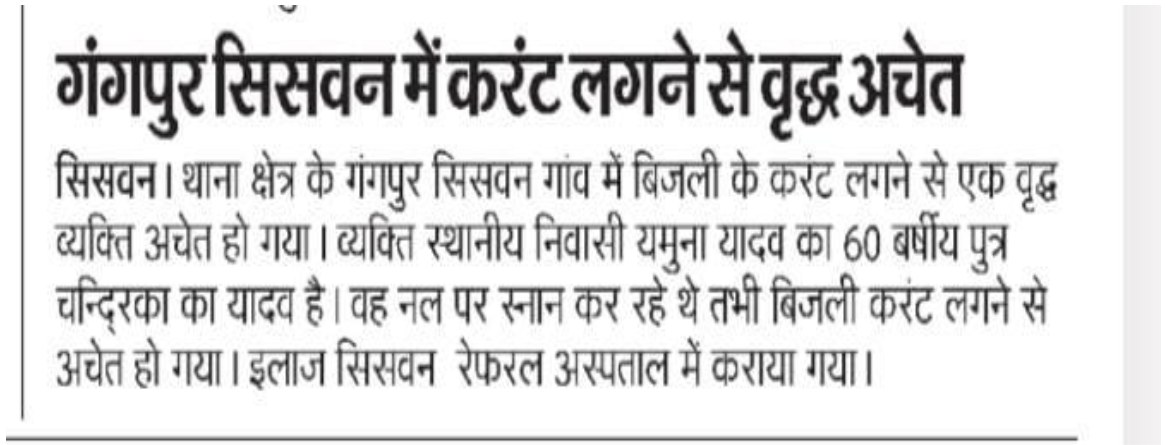 गंगपुर सिसवन में करंट लगने से वृद्ध अचेत
सिसवन। थाना क्षेत्र के गंगपुर सिसवन गांव में बिजली के करंट लगने से एक वृद्ध
व्यक्ति अचेत हो गया। व्यक्ति स्थानीय निवासी यमुना यादव का 60 बर्षीय पुत्र
चन्दि्रका का यादव है। वह नल पर स्नान कर रहे थे तभी बिजली करंट लगने से
अचेत हो गया। इलाज सिसवन रेफरल अस्पताल में कराया गया।